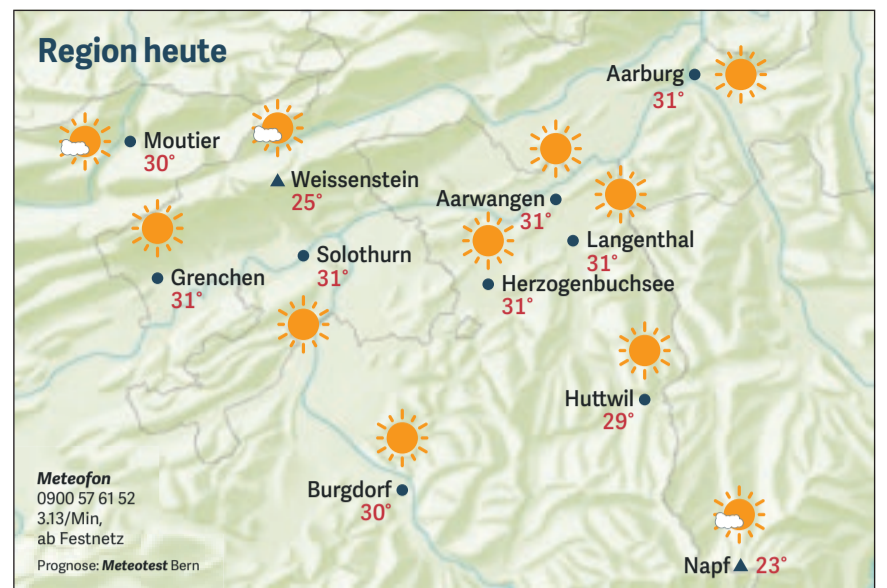 Region heute
Aarburg
31°
Moutier
30°
Weissenstein
25°
Aarwangen
31°
Langenthal
31°
Solothurn
31°
Grenchen
31°
Herzogenbuchsee
31°
Huttwil
29°
Burgdorf
30°
Napf 23°
Meteofon
0900 57 61 52
3.13/Min,
ab Festnetz
Prognose: Meteotest Bern